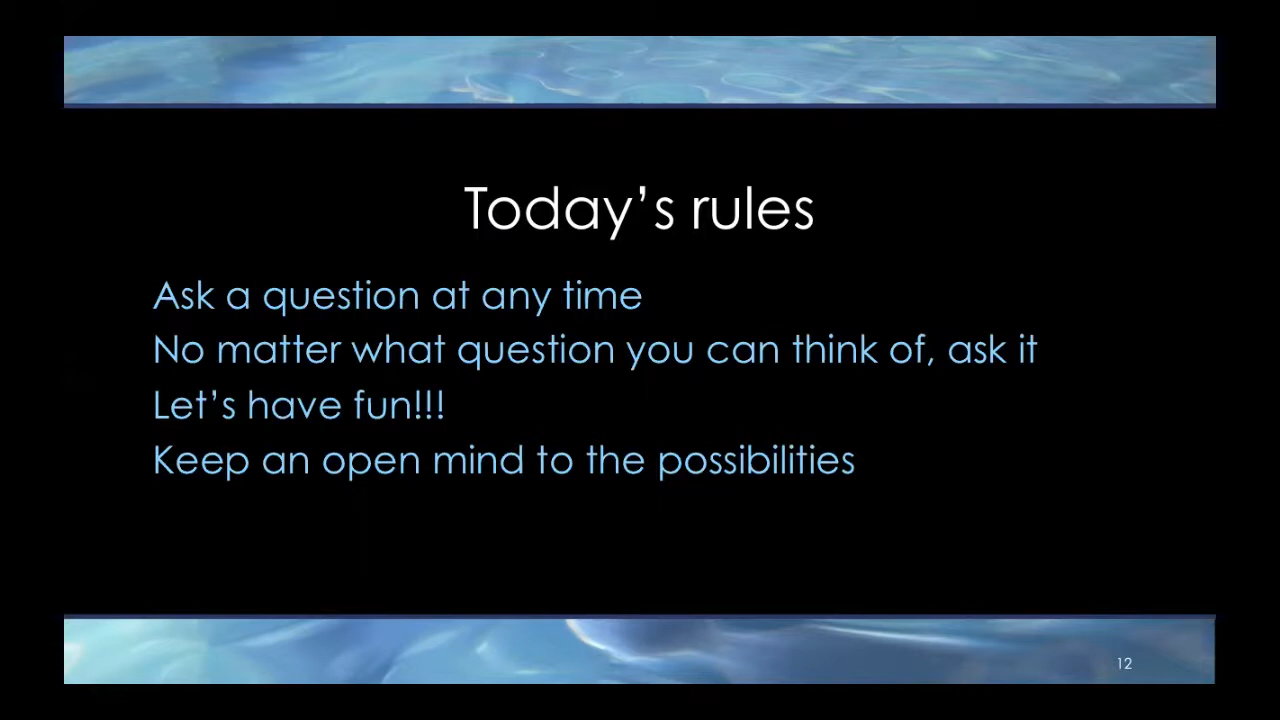 Today’s rules
Ask a question at any time
No matter what question you can think of, ask it
Let’s have fun!!!
Keep an open mind to the possibilities
12